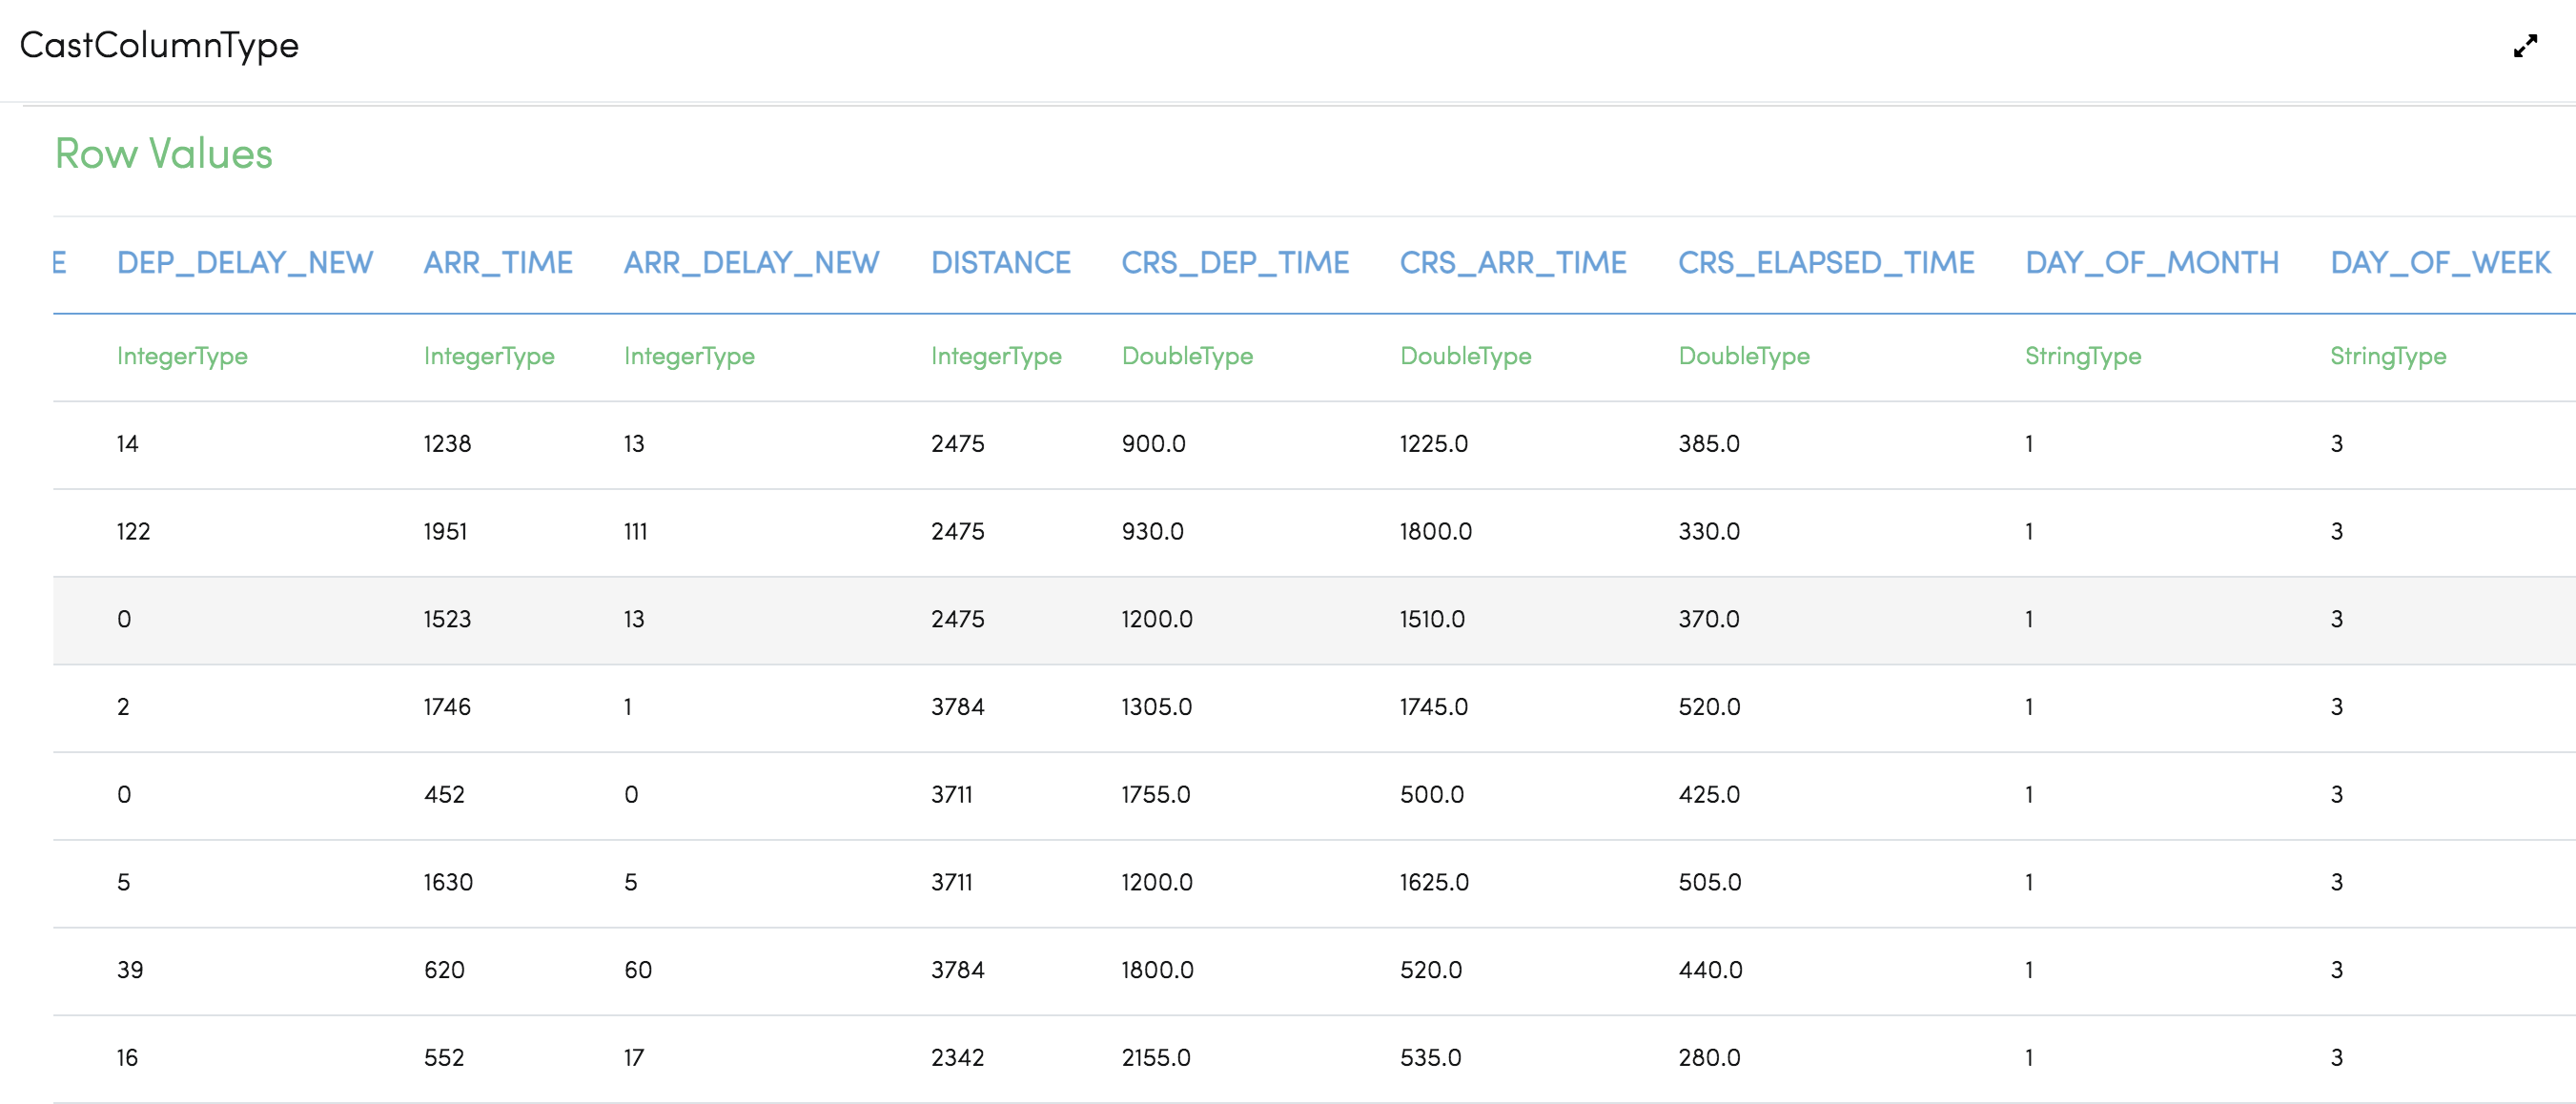 CastColumnType
Row Values
E DEP_DELAY_NEW ARR_TIME ARR_DELAY_NEW DISTANCE CRS_DEP_TIME CRS_ARR_TIME CRS_ELAPSED_TIME DAY_OF_MONTH DAY_OF_WEEK
IntegerType IntegerType IntegerType IntegerType DoubleType DoubleType DoubleType StringType StringType
14 1238 13 2475 900.0 1225.0 385.0 1 3
122 1951 111 2475 930.0 1800.0 330.0 1 3
0 1523 13 2475 1200.0 1510.0 370.0 1 3
2 1746 1 3784 1305.0 1745.0 520.0 1 3
0 452 0 3711 1755.0 500.0 425.0 1 3
5 1630 5 3711 1200.0 1625.0 505.0 1 3
39 620 60 3784 1800.0 520.0 440.0 1 3
16 552 17 2342 2155.0 535.0 280.0 1 3